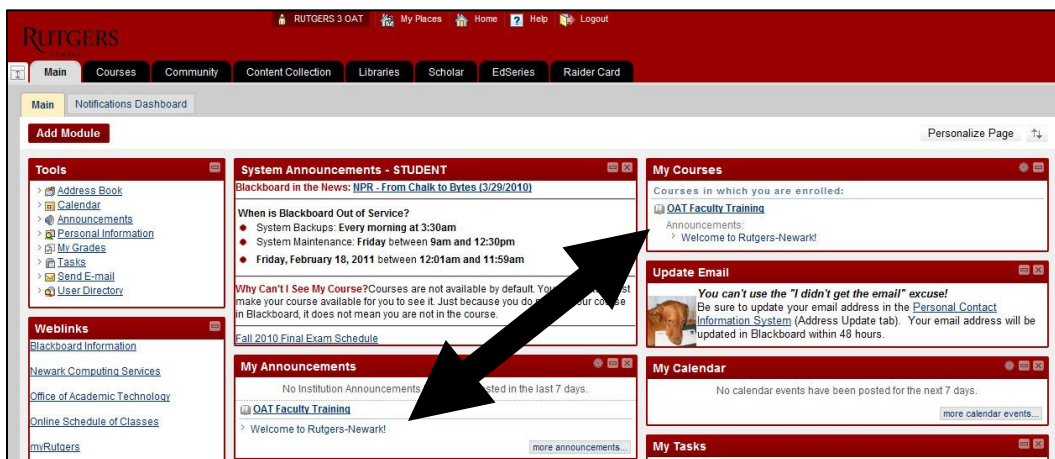 RUTGERS 3 OAT My Places Home Help Logout
RUTGERS
Main Courses Community Content Collection Libraries Scholar EdSeries Raider Card
Main Notifications Dashboard
Add Module
Personalize Page
Tools
Address Book
Calendar
Announcements
Personal Information
My Grades
Tasks
Send E-mail
User Directory
Weblinks
Blackboard Information
Newark Computing Services
Office of Academic Technology
Online Schedule of Classes
myRutgers
System Announcements - STUDENT
Blackboard in the News: NPR - From Chalk to Bytes (3/29/2010)
When is Blackboard Out of Service?
System Backups: Every morning at 3:30am
System Maintenance: Friday between 9am and 12:30pm
Friday, February 18, 2011 between 12:01am and 11:59am
Why Can't I See My Course?Courses are not available by default. You
make your course available for you to see it. Just because you do course
in Blackboard, it does not mean you are not in the course.
Fall 2010 Final Exam Schedule
My Announcements
No Institution Announcements in the last 7 days.
OAT Faculty Training
Welcome to Rutgers-Newark!
more announcements...
My Courses
Courses in which you are enrolled:
OAT Faculty Training
Announcements:
Welcome to Rutgers-Newark!
Update Email
You can't use the "I didn't get the email" excuse!
Be sure to update your email address in the Personal Contact
Information System (Address Update tab). Your email address will be
updated in Blackboard within 48 hours.
My Calendar
No calendar events have been posted for the next 7 days.
more calendar events...
My Tasks